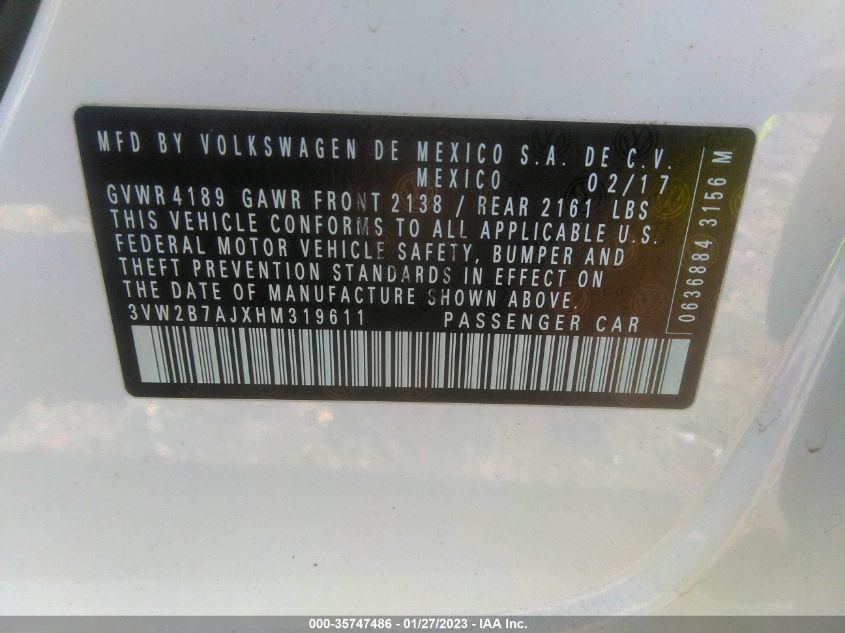 MFD BY VOLKSWAGEN DE MEXICO S.A. DE C.V.
MEXICO 02/17
GVWR 4189 GAWR FRONT 2138 / REAR 2161 LBS
THIS VEHICLE CONFORMS TO ALL APPLICABLE U.S.
FEDERAL MOTOR VEHICLE SAFETY, BUMPER AND
THEFT PREVENTION STANDARDS IN EFFECT ON
THE DATE OF MANUFACTURE SHOWN ABOVE.
3VW2B7AJXHM319611 PASSENGER CAR
0636884 3156 M
000-35747486 - 01/27/2023 - IAA Inc.